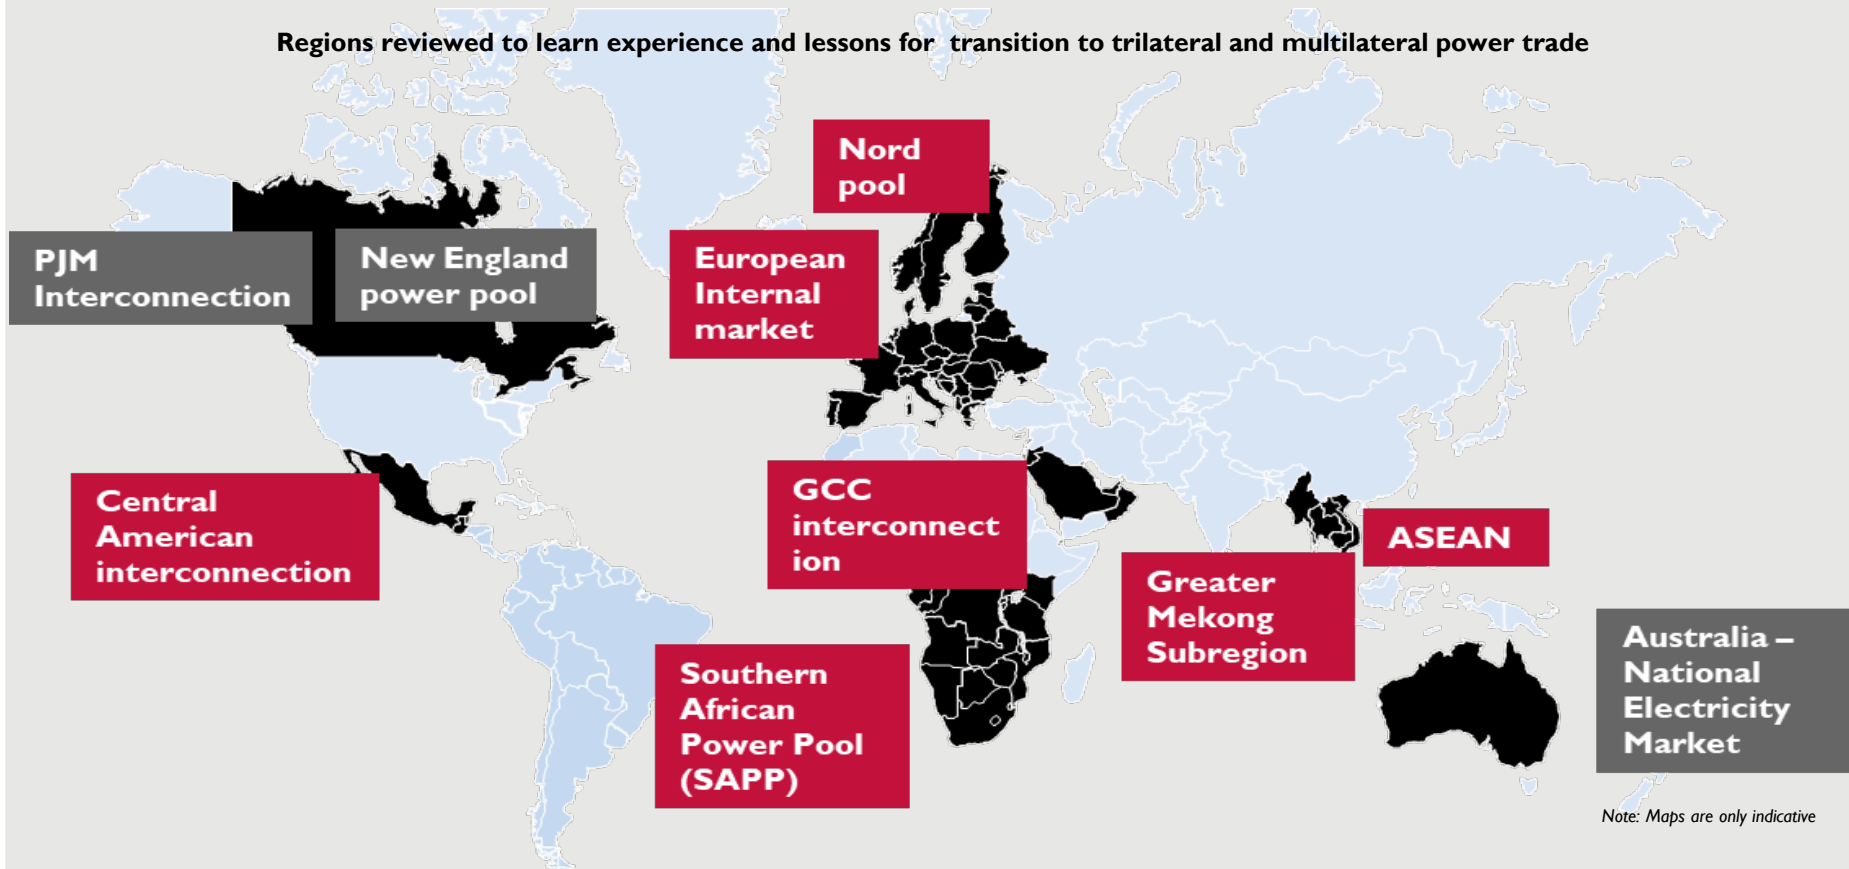 Regions reviewed to learn experience and lessons for transition to trilateral and multilateral power trade
Nord
pool
PJM
Interconnection
New England
power pool
European
Internal
market
Central
American
interconnection
GCC
interconnect
ion
ASEAN
Greater
Mekong
Subregion
Southern
African
Power Pool
(SAPP)
Australia –
National
Electricity
Market
Note: Maps are only indicative